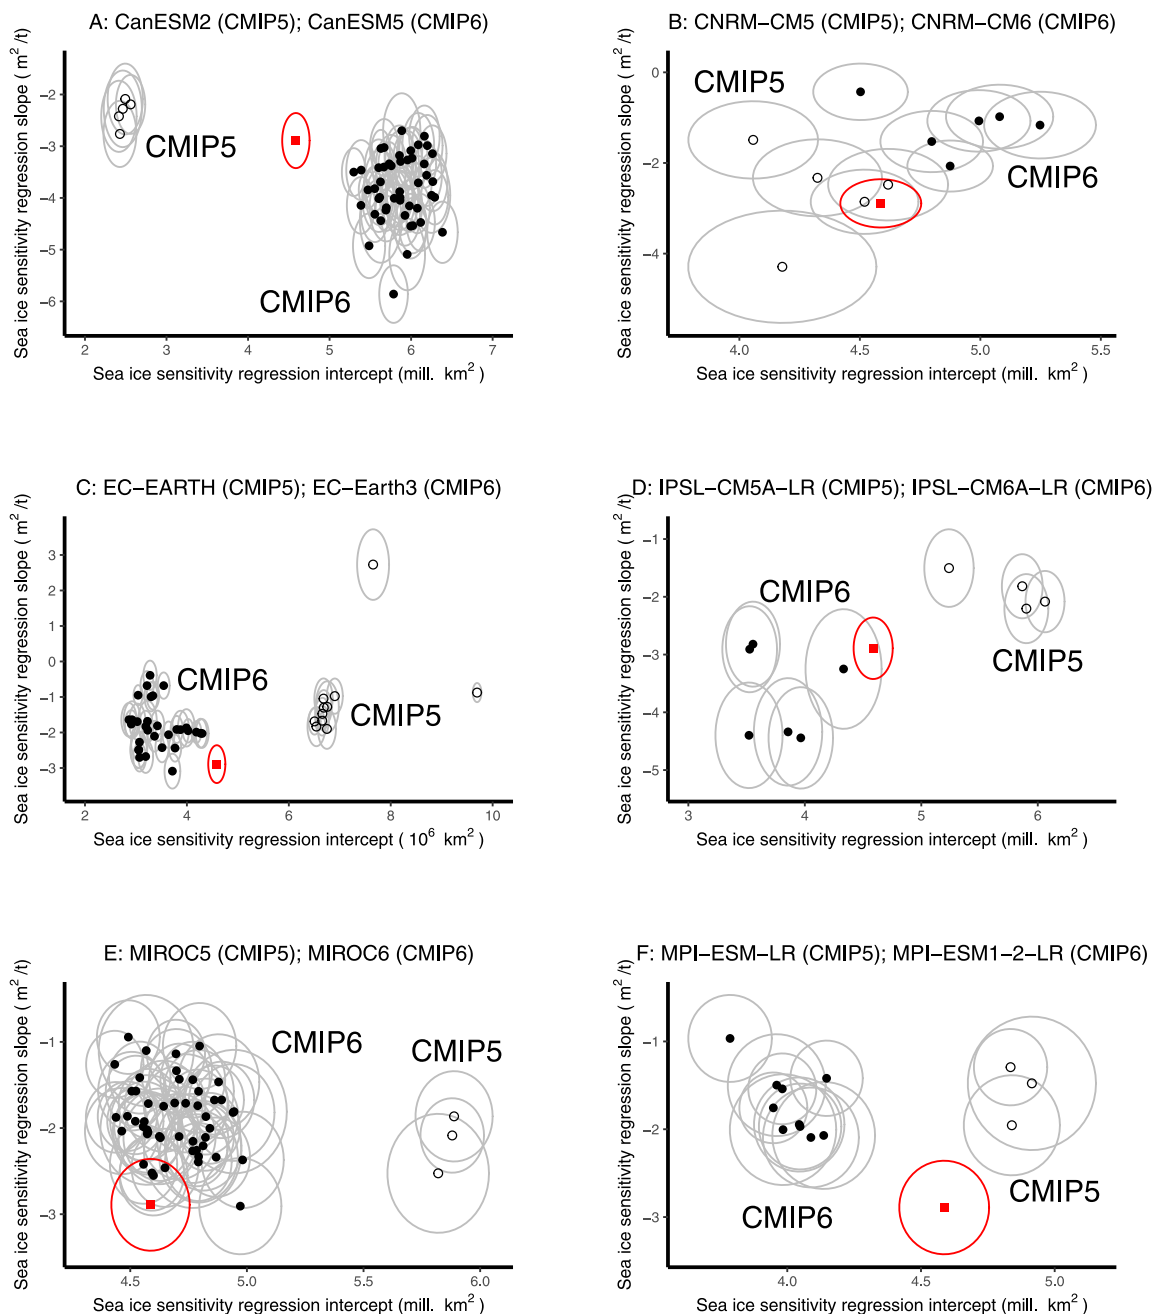 A: CanESM2 (CMIP5); CanESM5 (CMIP6)
Sea ice sensitivity regression slope ( m² /t)
−2
−3
−4
−5
−6
CMIP5
CMIP6
2 3 4 5 6 7
Sea ice sensitivity regression intercept (mill. km² )
B: CNRM−CM5 (CMIP5); CNRM−CM6 (CMIP6)
Sea ice sensitivity regression slope ( m² /t)
0
−2
−4
CMIP5
CMIP6
4.0 4.5 5.0 5.5
Sea ice sensitivity regression intercept (mill. km² )
C: EC−EARTH (CMIP5); EC−Earth3 (CMIP6)
Sea ice sensitivity regression slope ( m² /t)
3
2
1
0
−1
−2
−3
CMIP6
CMIP5
2 4 6 8 10
Sea ice sensitivity regression intercept ( 10⁶ km² )
D: IPSL−CM5A−LR (CMIP5); IPSL−CM6A−LR (CMIP6)
Sea ice sensitivity regression slope ( m² /t)
−1
−2
−3
−4
−5
CMIP6
CMIP5
3 4 5 6
Sea ice sensitivity regression intercept (mill. km² )
E: MIROC5 (CMIP5); MIROC6 (CMIP6)
Sea ice sensitivity regression slope ( m² /t)
−1
−2
−3
CMIP6
CMIP5
4.5 5.0 5.5 6.0
Sea ice sensitivity regression intercept (mill. km² )
F: MPI−ESM−LR (CMIP5); MPI−ESM1−2−LR (CMIP6)
Sea ice sensitivity regression slope ( m² /t)
−1
−2
−3
CMIP6
CMIP5
4.0 4.5 5.0
Sea ice sensitivity regression intercept (mill. km² )